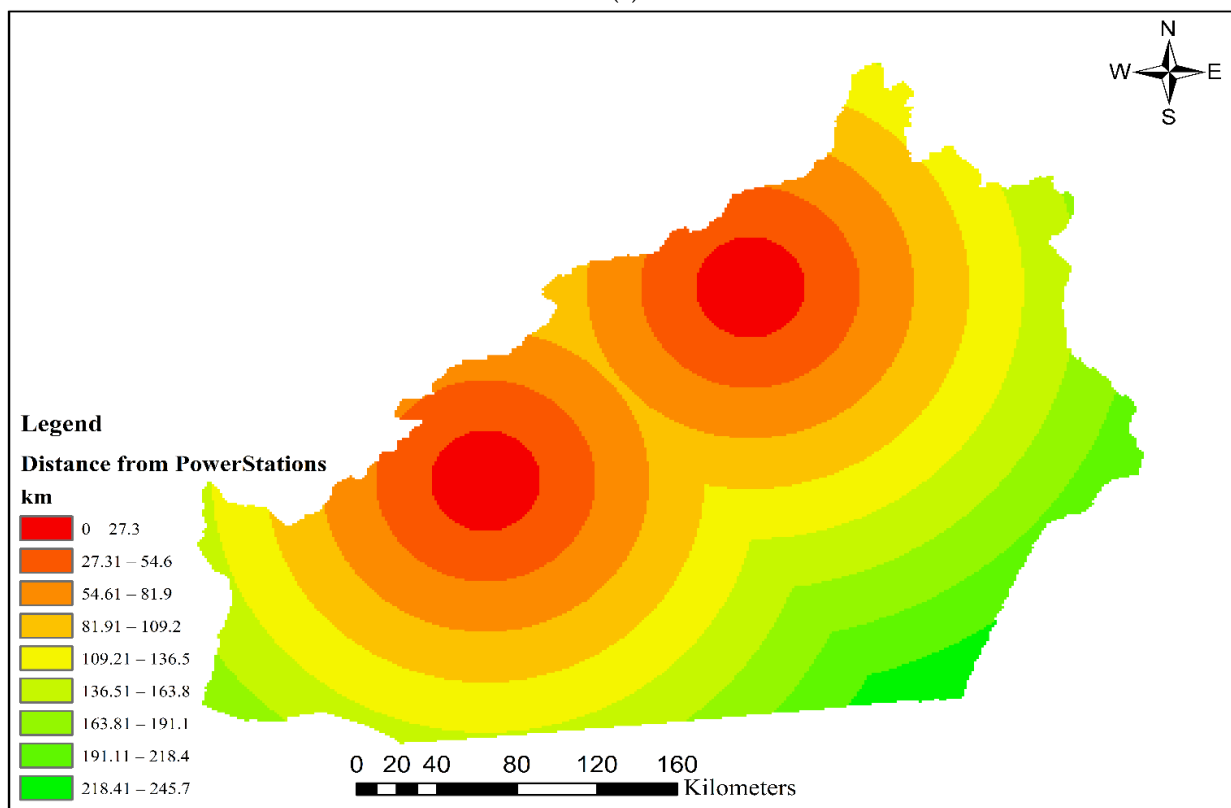 N
W E
S
Legend
Distance from PowerStations
km
0 27.3
27.31 – 54.6
54.61 – 81.9
81.91 – 109.2
109.21 – 136.5
136.51 – 163.8
163.81 – 191.1
191.11 – 218.4
218.41 – 245.7
0 20 40 80 120 160
Kilometers